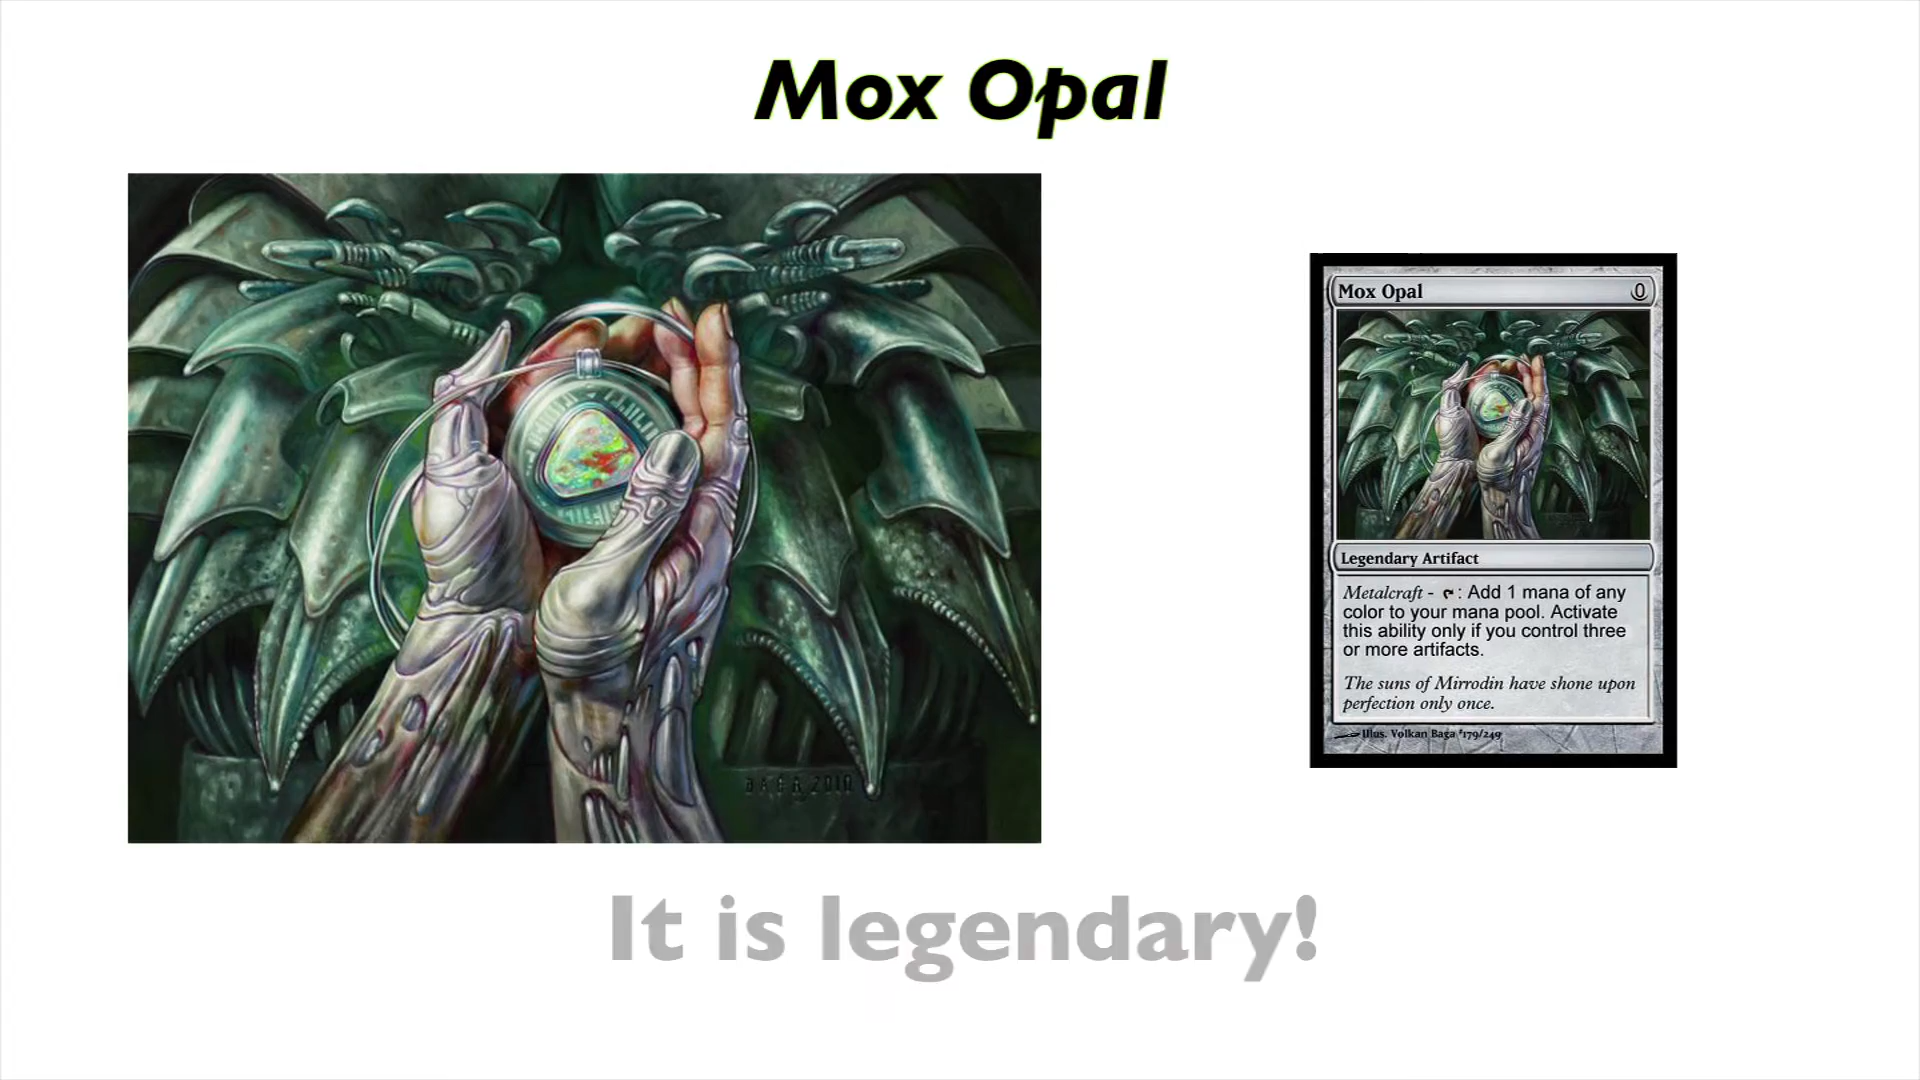 Mox Opal
BAGA 2010
Mox Opal 0
Legendary Artifact
Metalcraft - : Add 1 mana of any
color to your mana pool. Activate
this ability only if you control three
or more artifacts.
The suns of Mirrodin have shone upon
perfection only once.
Illus. Volkan Baga #179/249
It is legendary!